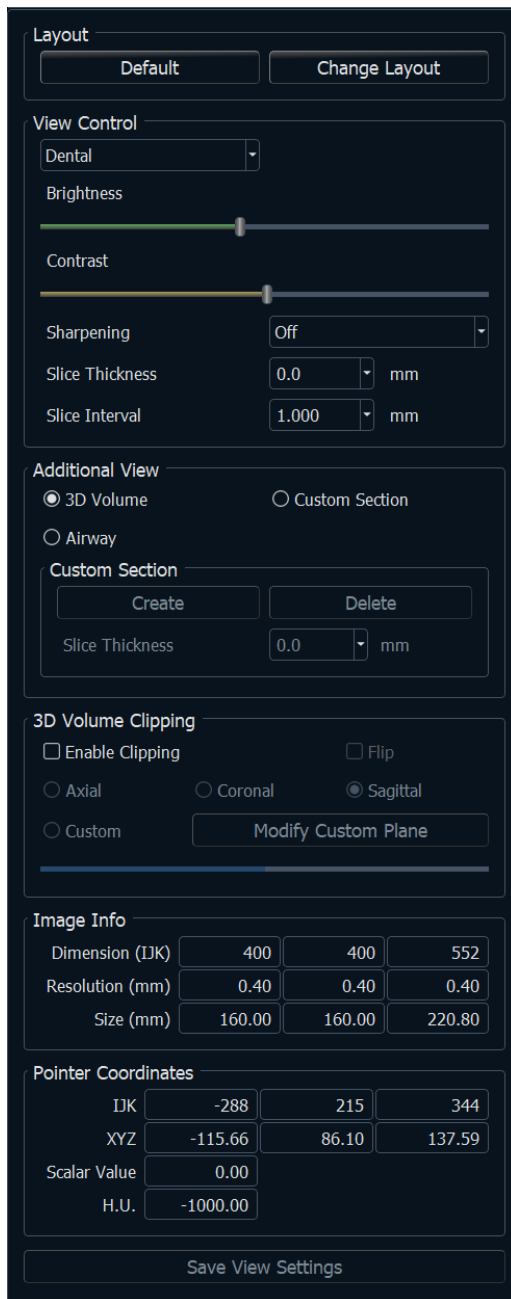 Layout
Default Change Layout
View Control
Dental
Brightness
Contrast
Sharpening Off
Slice Thickness 0.0 mm
Slice Interval 1.000 mm
Additional View
3D Volume Custom Section
Airway
Custom Section
Create Delete
Slice Thickness 0.0 mm
3D Volume Clipping
Enable Clipping Flip
Axial Coronal Sagittal
Custom Modify Custom Plane
Image Info
Dimension (IJK) 400 400 552
Resolution (mm) 0.40 0.40 0.40
Size (mm) 160.00 160.00 220.80
Pointer Coordinates
IJK -288 215 344
XYZ -115.66 86.10 137.59
Scalar Value 0.00
H.U. -1000.00
Save View Settings